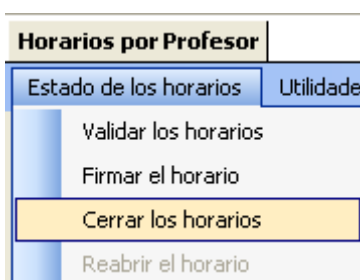 Horarios por Profesor
Estado de los horarios Utilidade
Validar los horarios
Firmar el horario
Cerrar los horarios
Reabrir el horario